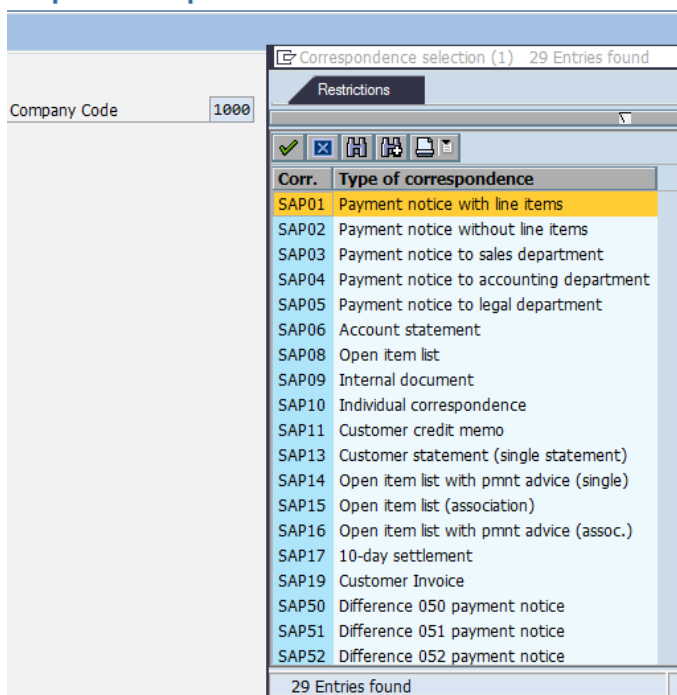 Correspondence selection (1) 29 Entries found
Restrictions
Company Code 1000
Corr. Type of correspondence
SAP01 Payment notice with line items
SAP02 Payment notice without line items
SAP03 Payment notice to sales department
SAP04 Payment notice to accounting department
SAP05 Payment notice to legal department
SAP06 Account statement
SAP08 Open item list
SAP09 Internal document
SAP10 Individual correspondence
SAP11 Customer credit memo
SAP13 Customer statement (single statement)
SAP14 Open item list with pmnt advice (single)
SAP15 Open item list (association)
SAP16 Open item list with pmnt advice (assoc.)
SAP17 10-day settlement
SAP19 Customer Invoice
SAP50 Difference 050 payment notice
SAP51 Difference 051 payment notice
SAP52 Difference 052 payment notice
29 Entries found